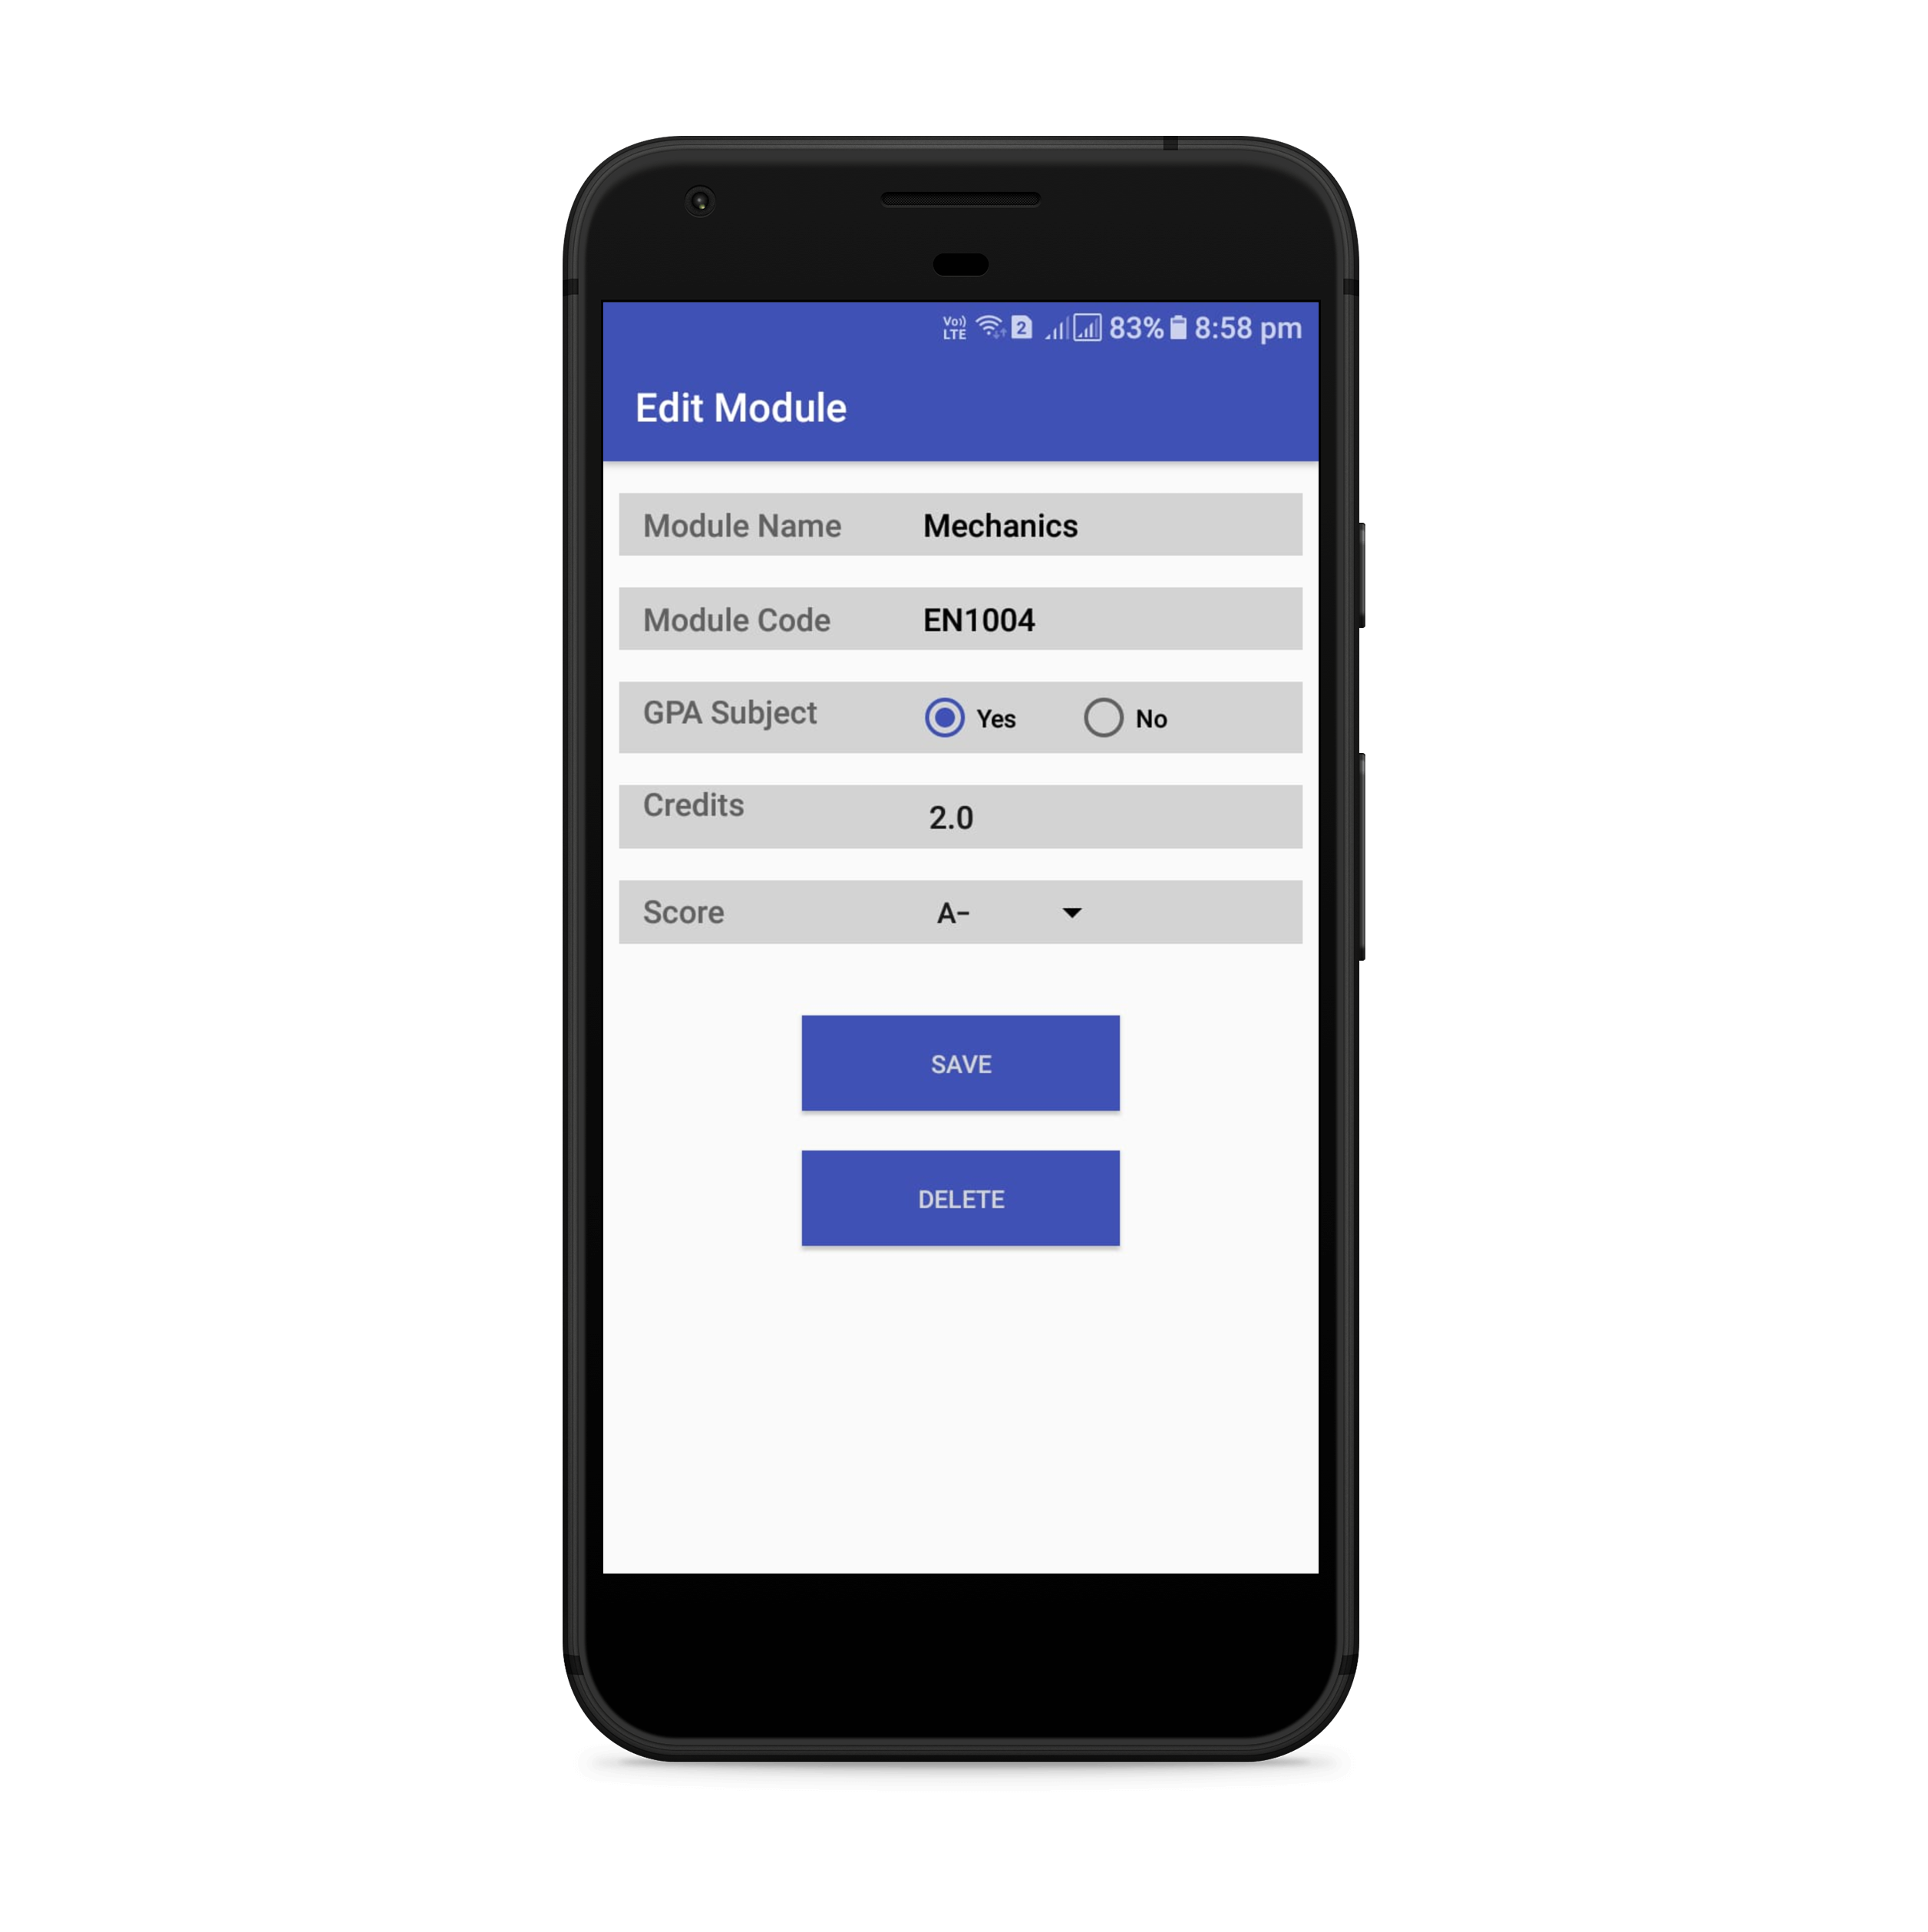 Vo)) LTE 2 83% 8:58 pm
Edit Module
Module Name Mechanics
Module Code EN1004
GPA Subject Yes No
Credits 2.0
Score A-
SAVE
DELETE